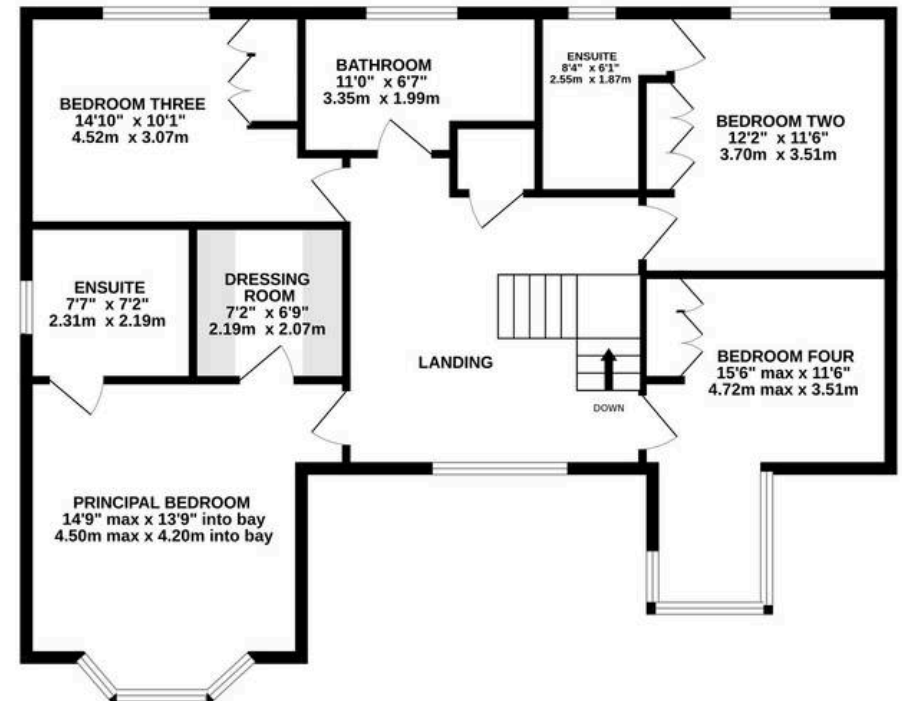 BEDROOM THREE
14'10" x 10'1"
4.52m x 3.07m
BATHROOM
11'0" x 6'7"
3.35m x 1.99m
ENSUITE
8'4" x 6'1"
2.55m x 1.87m
BEDROOM TWO
12'2" x 11'6"
3.70m x 3.51m
ENSUITE
7'7" x 7'2"
2.31m x 2.19m
DRESSING
ROOM
7'2" x 6'9"
2.19m x 2.07m
LANDING
DOWN
BEDROOM FOUR
15'6" max x 11'6"
4.72m max x 3.51m
PRINCIPAL BEDROOM
14'9" max x 13'9" into bay
4.50m max x 4.20m into bay